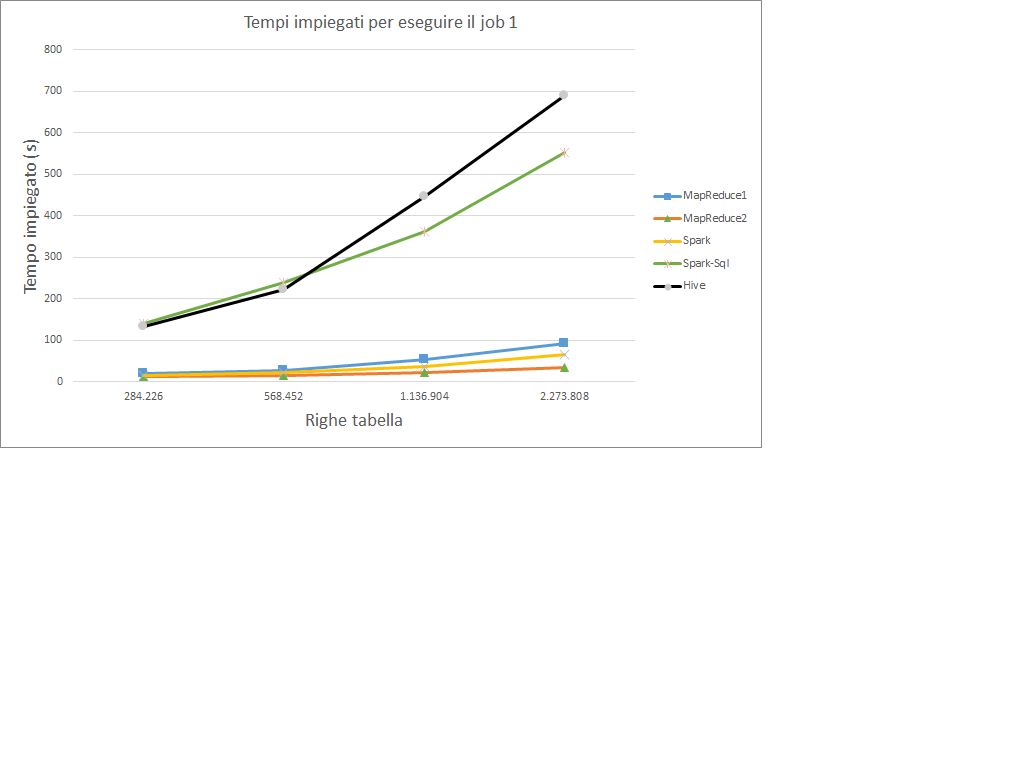 Tempi impiegati per eseguire il job 1
800
700
600
500
400
300
200
100
0
Tempo impiegato (s)
284.226 568.452 1.136.904 2.273.808
Righe tabella
MapReduce1
MapReduce2
Spark
Spark-Sql
Hive